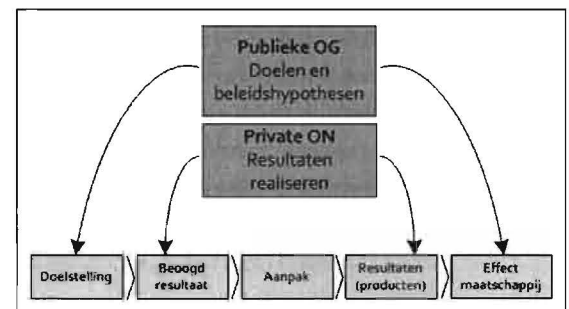 Publieke OG
Doelen en
beleidshypothesen
Private ON
Resultaten
realiseren
Doelstelling
Beoogd
resultaat
Aanpak
Resultaten
(producten)
Effect
maatschappij